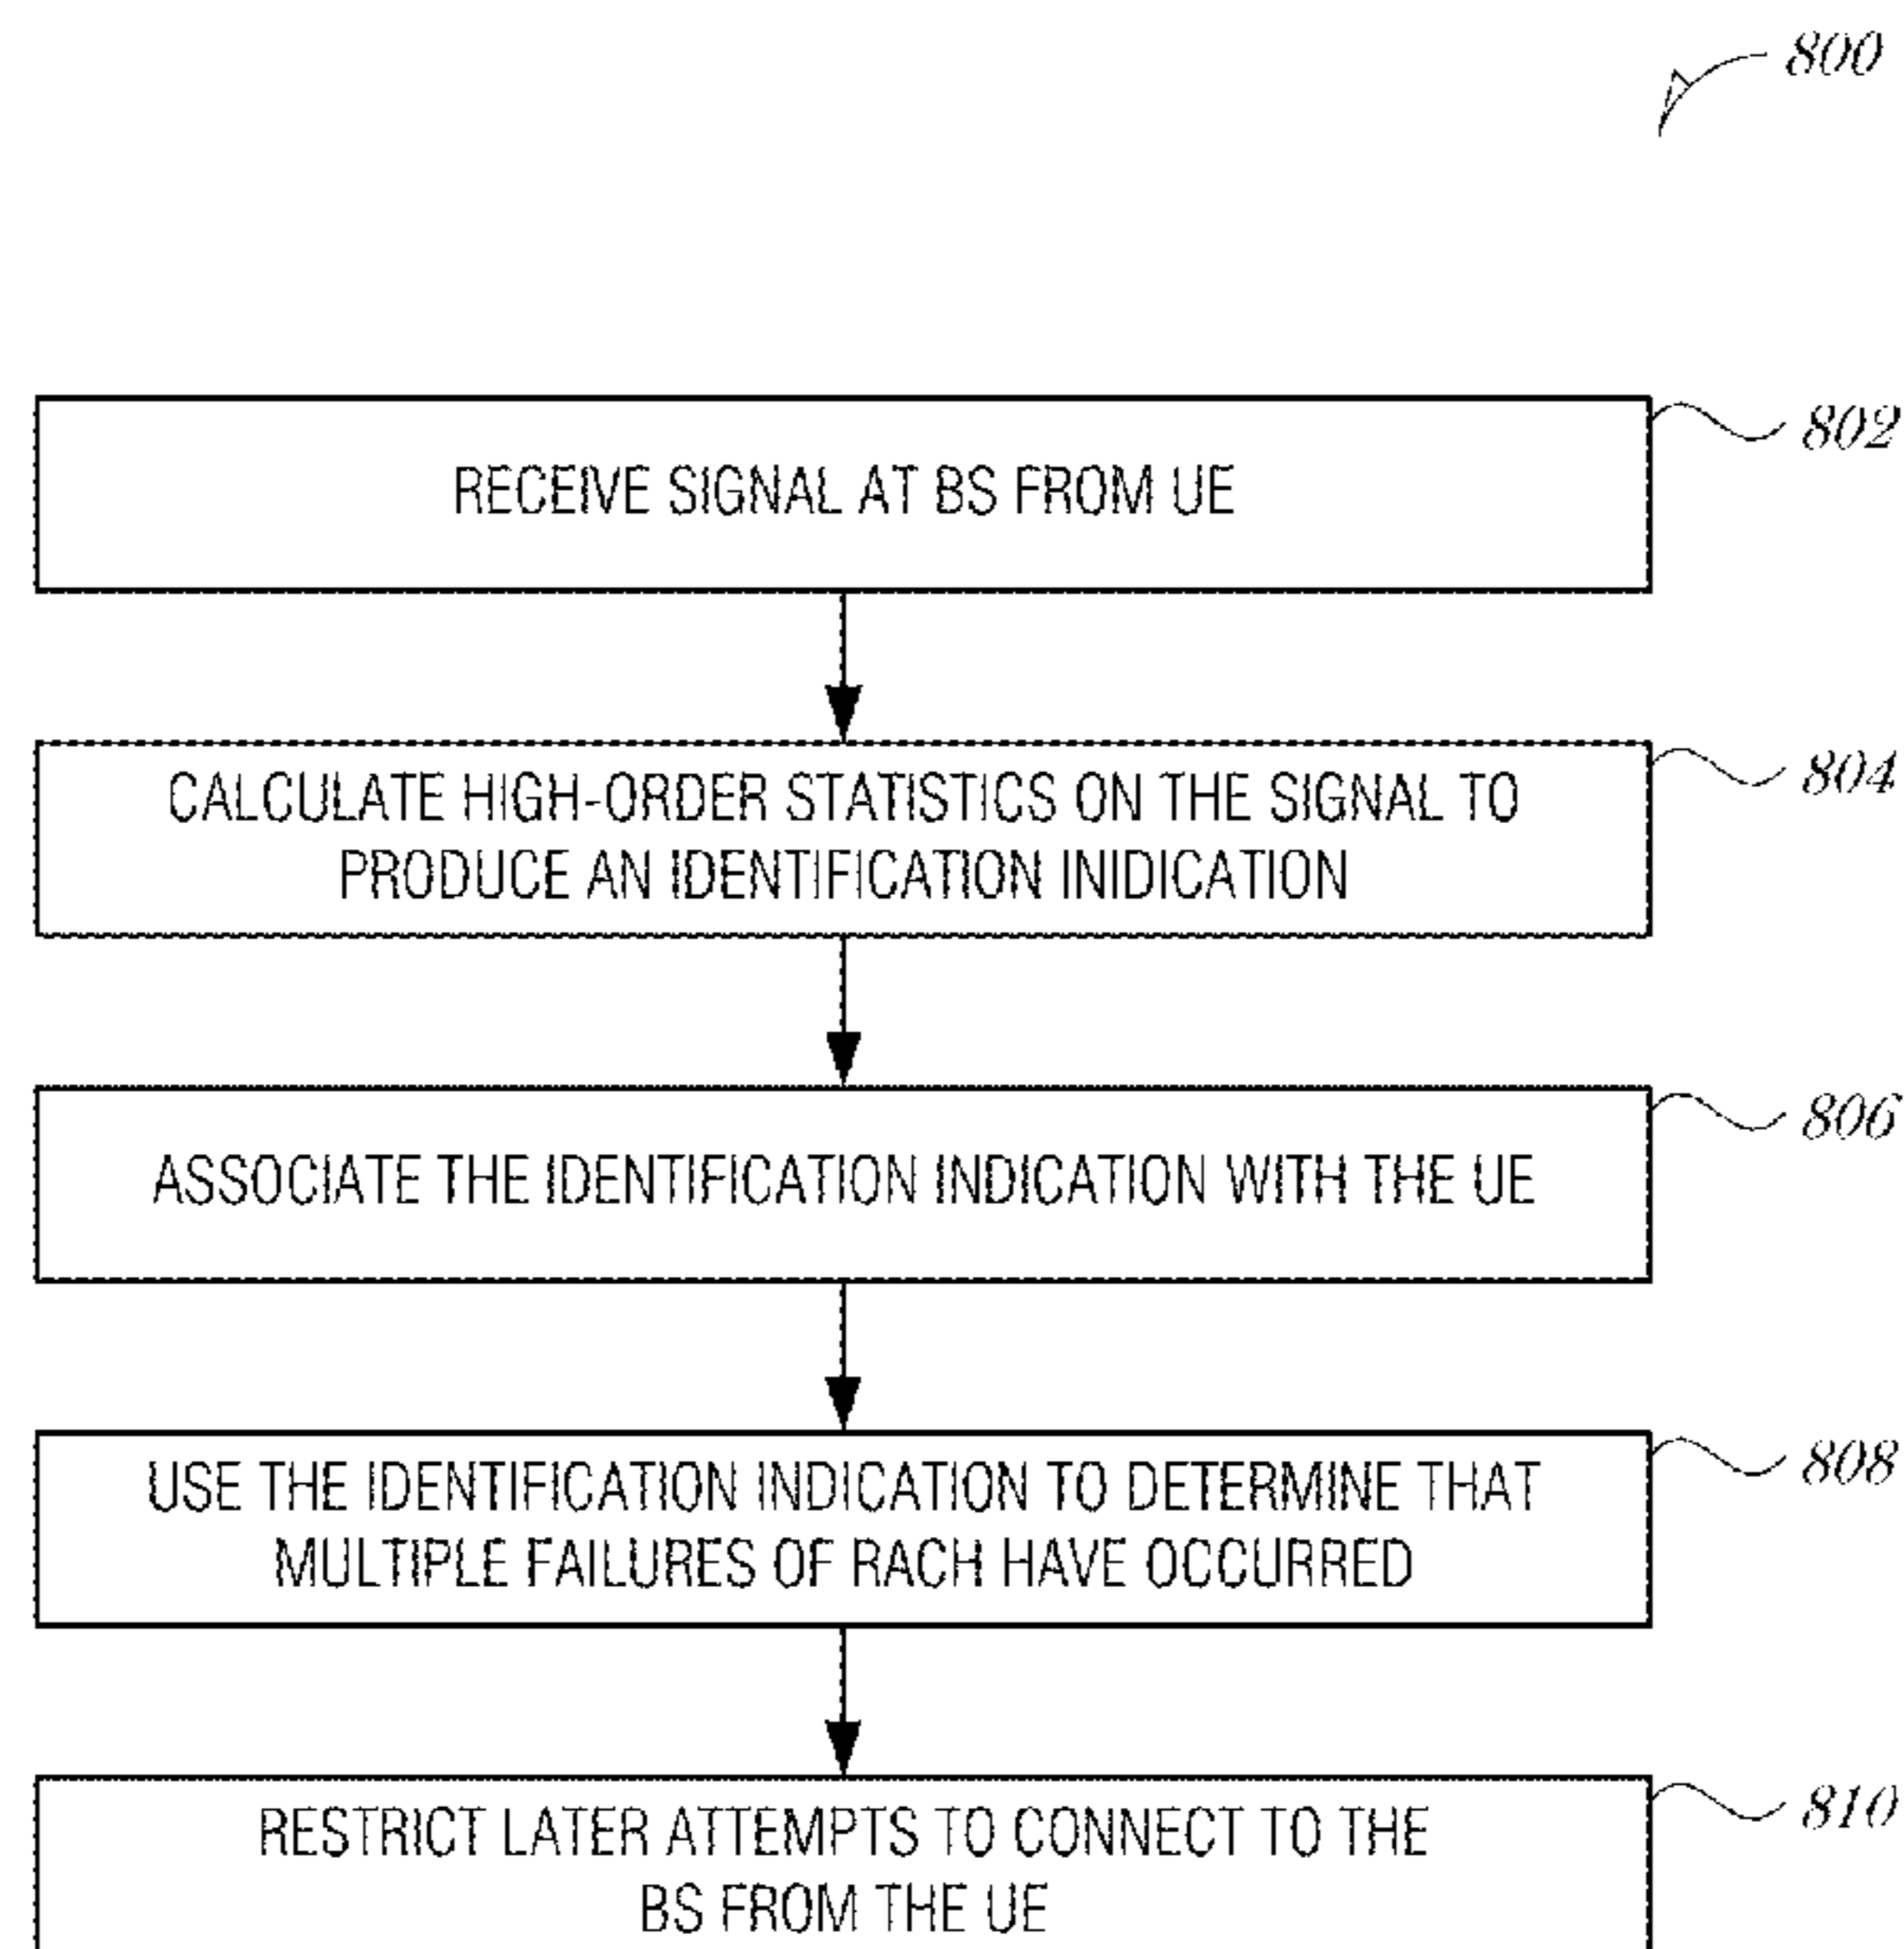 800
RECEIVE SIGNAL AT BS FROM UE
802
CALCULATE HIGH-ORDER STATISTICS ON THE SIGNAL TO
PRODUCE AN IDENTIFICATION INIDICATION
804
ASSOCIATE THE IDENTIFICATION INDICATION WITH THE UE
806
USE THE IDENTIFICATION INDICATION TO DETERMINE THAT
MULTIPLE FAILURES OF RACH HAVE OCCURRED
808
RESTRICT LATER ATTEMPTS TO CONNECT TO THE
BS FROM THE UE
810